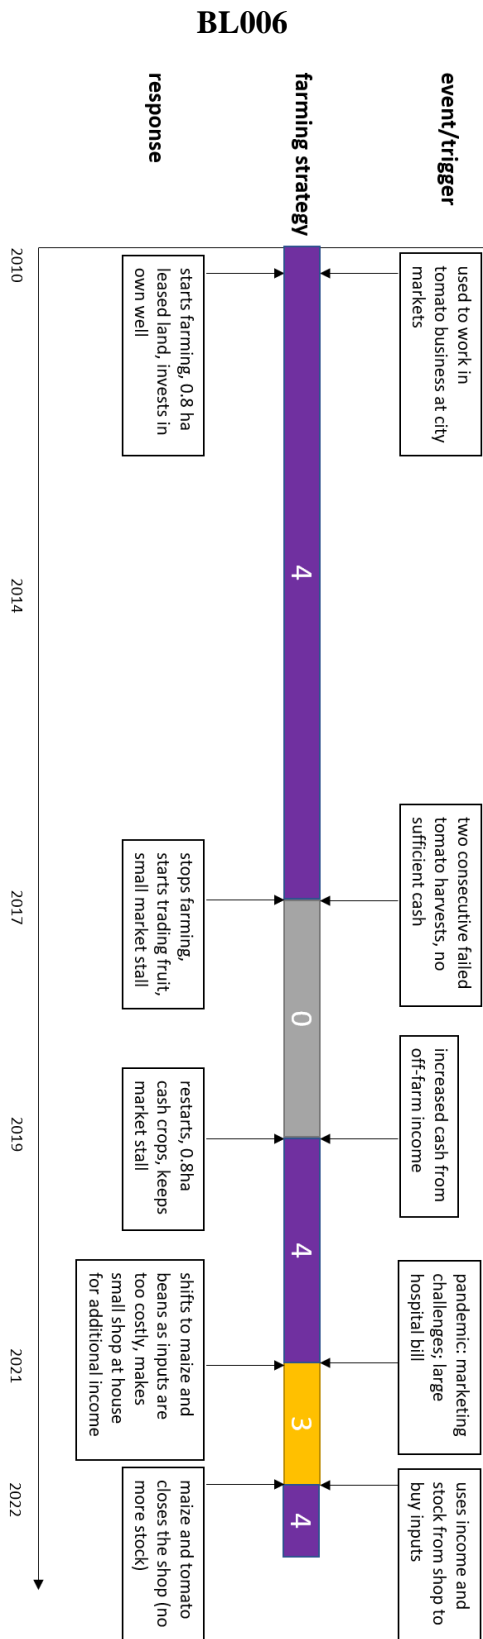 BL006
event/trigger
used to work in
tomato business at city
markets
two consecutive failed
tomato harvests, no
sufficient cash
increased cash from
off-farm income
pandemic: marketing
challenges; large
hospital bill
uses income and
stock from shop to
buy inputs
farming strategy
4
0
4
3
4
response
starts farming, 0.8 ha
leased land, invests in
own well
stops farming,
starts trading fruit,
small market stall
restarts, 0.8ha
cash crops, keeps
market stall
shifts to maize and
beans as inputs are
too costly, makes
small shop at house
for additional income
maize and tomato
closes the shop (no
more stock)
2010
2014
2017
2019
2021
2022